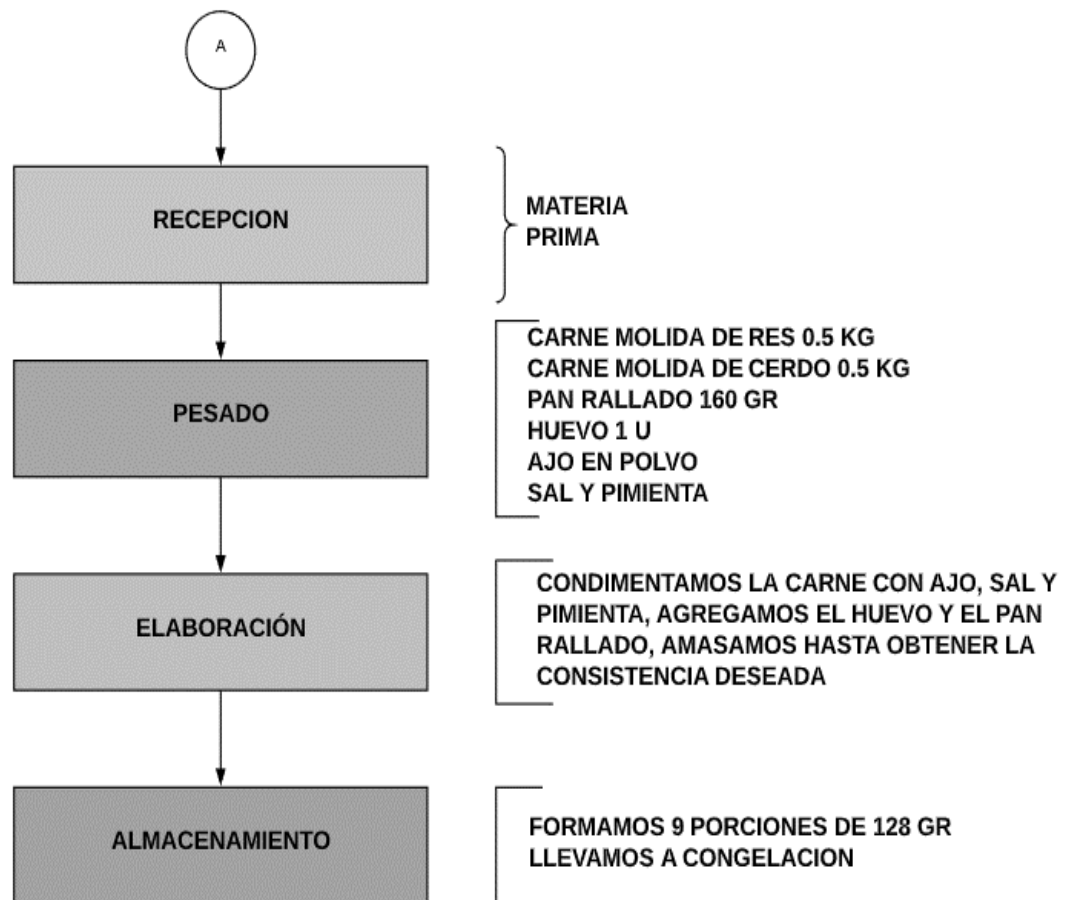 A
RECEPCION
MATERIA
PRIMA
PESADO
CARNE MOLIDA DE RES 0.5 KG
CARNE MOLIDA DE CERDO 0.5 KG
PAN RALLADO 160 GR
HUEVO 1 U
AJO EN POLVO
SAL Y PIMIENTA
ELABORACIÓN
CONDIMENTAMOS LA CARNE CON AJO, SAL Y
PIMIENTA, AGREGAMOS EL HUEVO Y EL PAN
RALLADO, AMASAMOS HASTA OBTENER LA
CONSISTENCIA DESEADA
ALMACENAMIENTO
FORMAMOS 9 PORCIONES DE 128 GR
LLEVAMOS A CONGELACION